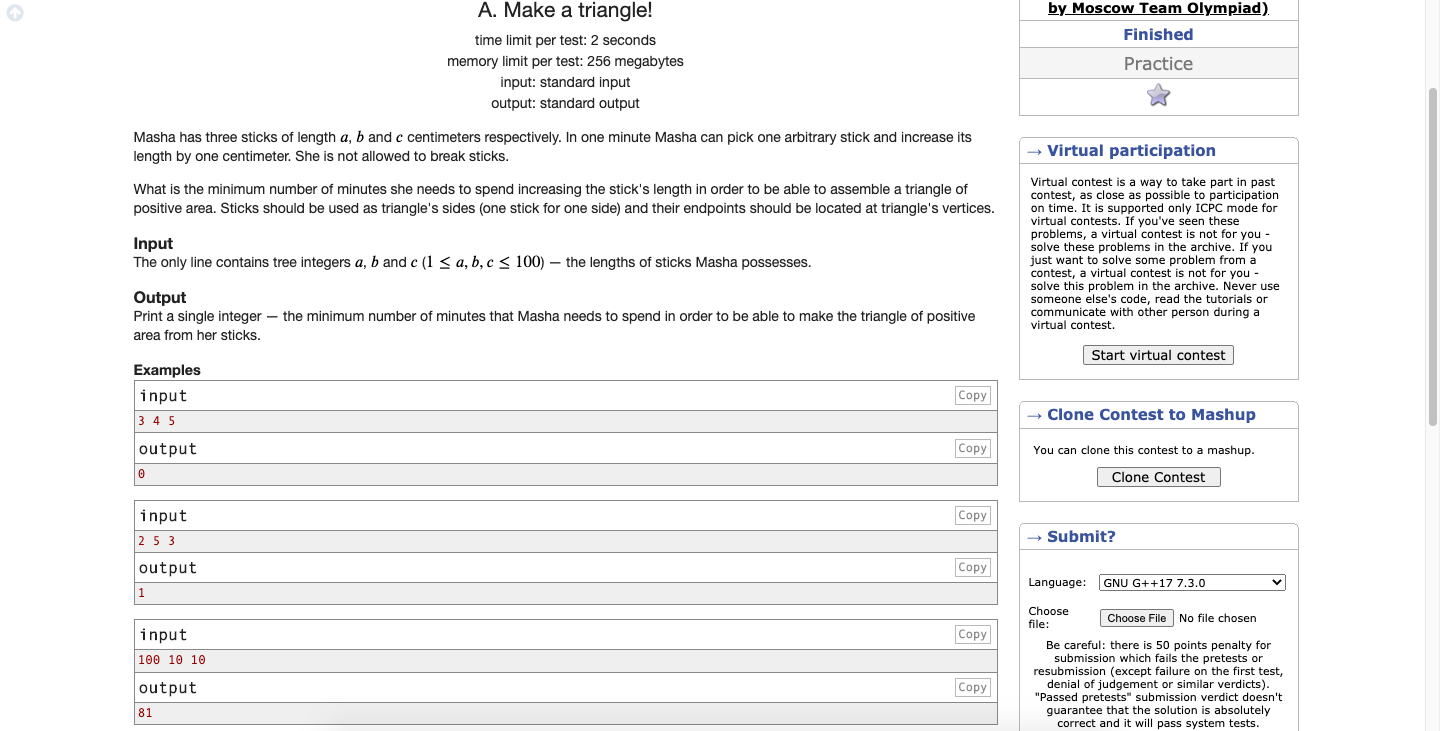 A. Make a triangle!
time limit per test: 2 seconds
memory limit per test: 256 megabytes
input: standard input
output: standard output
Masha has three sticks of length a, b and c centimeters respectively. In one minute Masha can pick one arbitrary stick and increase its
length by one centimeter. She is not allowed to break sticks.
What is the minimum number of minutes she needs to spend increasing the stick's length in order to be able to assemble a triangle of
positive area. Sticks should be used as triangle's sides (one stick for one side) and their endpoints should be located at triangle's vertices.
Input
The only line contains tree integers a, b and c (1 ≤ a, b, c ≤ 100) — the lengths of sticks Masha possesses.
Output
Print a single integer — the minimum number of minutes that Masha needs to spend in order to be able to make the triangle of positive
area from her sticks.
Examples
input
Copy
3 4 5
output
Copy
0
input
Copy
2 5 3
output
Copy
1
input
Copy
100 10 10
output
Copy
81
by Moscow Team Olympiad)
Finished
Practice
→ Virtual participation
Virtual contest is a way to take part in past
contest, as close as possible to participation
on time. It is supported only ICPC mode for
virtual contests. If you've seen these
problems, a virtual contest is not for you -
solve these problems in the archive. If you
just want to solve some problem from a
contest, a virtual contest is not for you -
solve this problem in the archive. Never use
someone else's code, read the tutorials or
communicate with other person during a
virtual contest.
Start virtual contest
→ Clone Contest to Mashup
You can clone this contest to a mashup.
Clone Contest
→ Submit?
Language: GNU G++17 7.3.0
Choose
file:
Choose File No file chosen
Be careful: there is 50 points penalty for
submission which fails the pretests or
resubmission (except failure on the first test,
denial of judgement or similar verdicts).
"Passed pretests" submission verdict doesn't
guarantee that the solution is absolutely
correct and it will pass system tests.